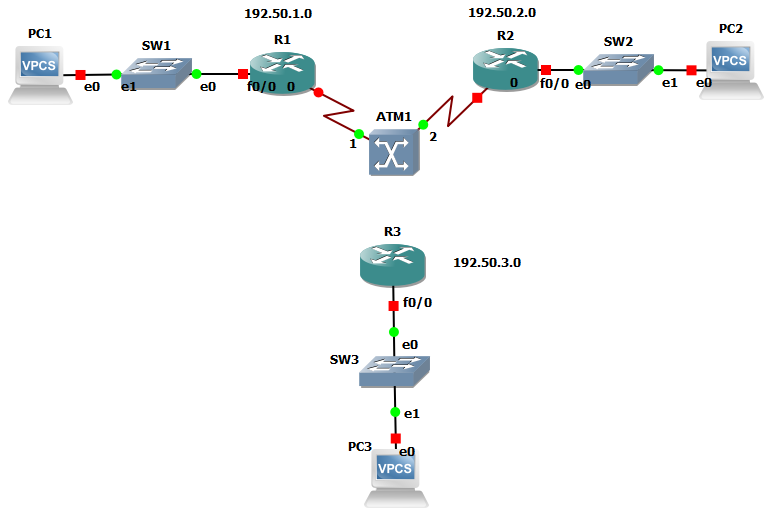 192.50.1.0
192.50.2.0
PC1
VPCS
e0
e1
SW1
e0
R1
f0/0
0
ATM1
1
2
R2
0
f0/0
e0
SW2
e1
e0
PC2
VPCS
R3
192.50.3.0
f0/0
e0
SW3
e1
PC3
e0
VPCS